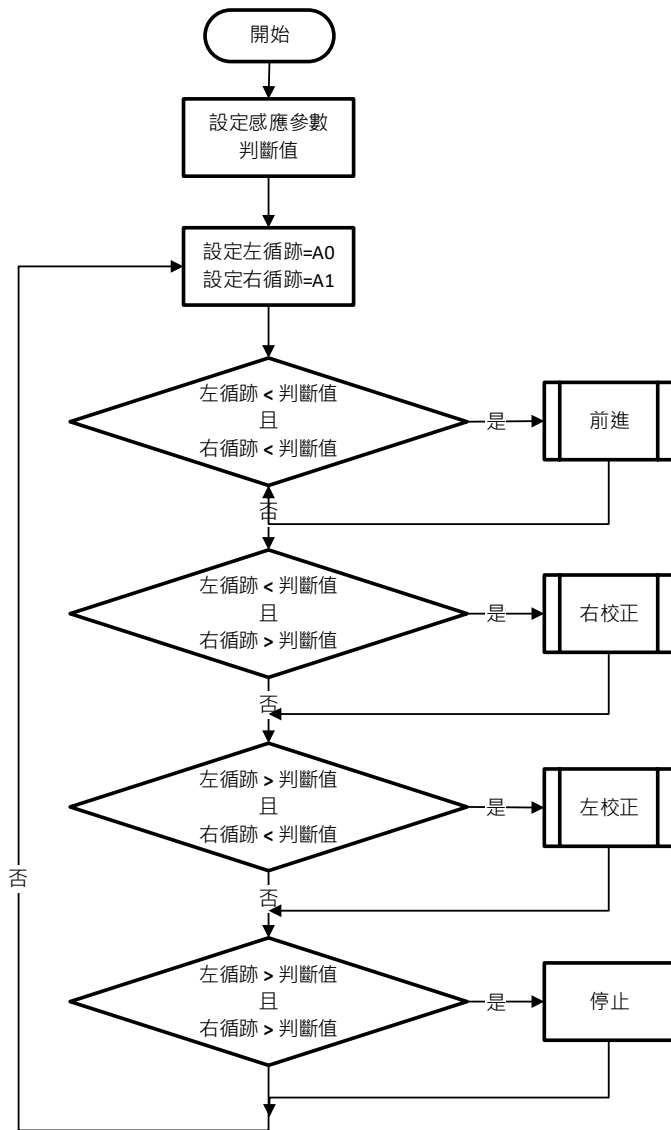 開始
設定感應參數
判斷值
設定左循跡=A0
設定右循跡=A1
左循跡 < 判斷值
且
右循跡 < 判斷值
是
前進
否
左循跡 < 判斷值
且
右循跡 > 判斷值
是
右校正
否
左循跡 > 判斷值
且
右循跡 < 判斷值
是
左校正
否
否
左循跡 > 判斷值
且
右循跡 > 判斷值
是
停止